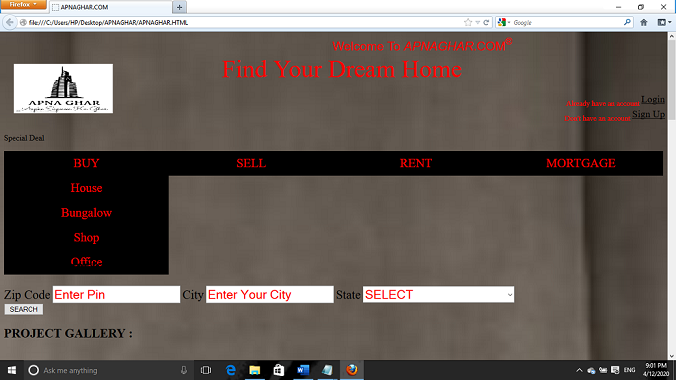 Firefox
APNAGHAR.COM
file:///C:/Users/HP/Desktop/APNAGHAR/APNAGHAR.HTML
Google
Welcome To APNAGHAR.COM
Find Your Dream Home
APNA GHAR
Already have an account Login
Don't have an account Sign Up
Special Deal
BUY SELL RENT MORTGAGE
House
Bungalow
Shop
Office
Zip Code Enter Pin City Enter Your City State SELECT
SEARCH
PROJECT GALLERY :
Ask me anything
ENG
9:01 PM
4/12/2020